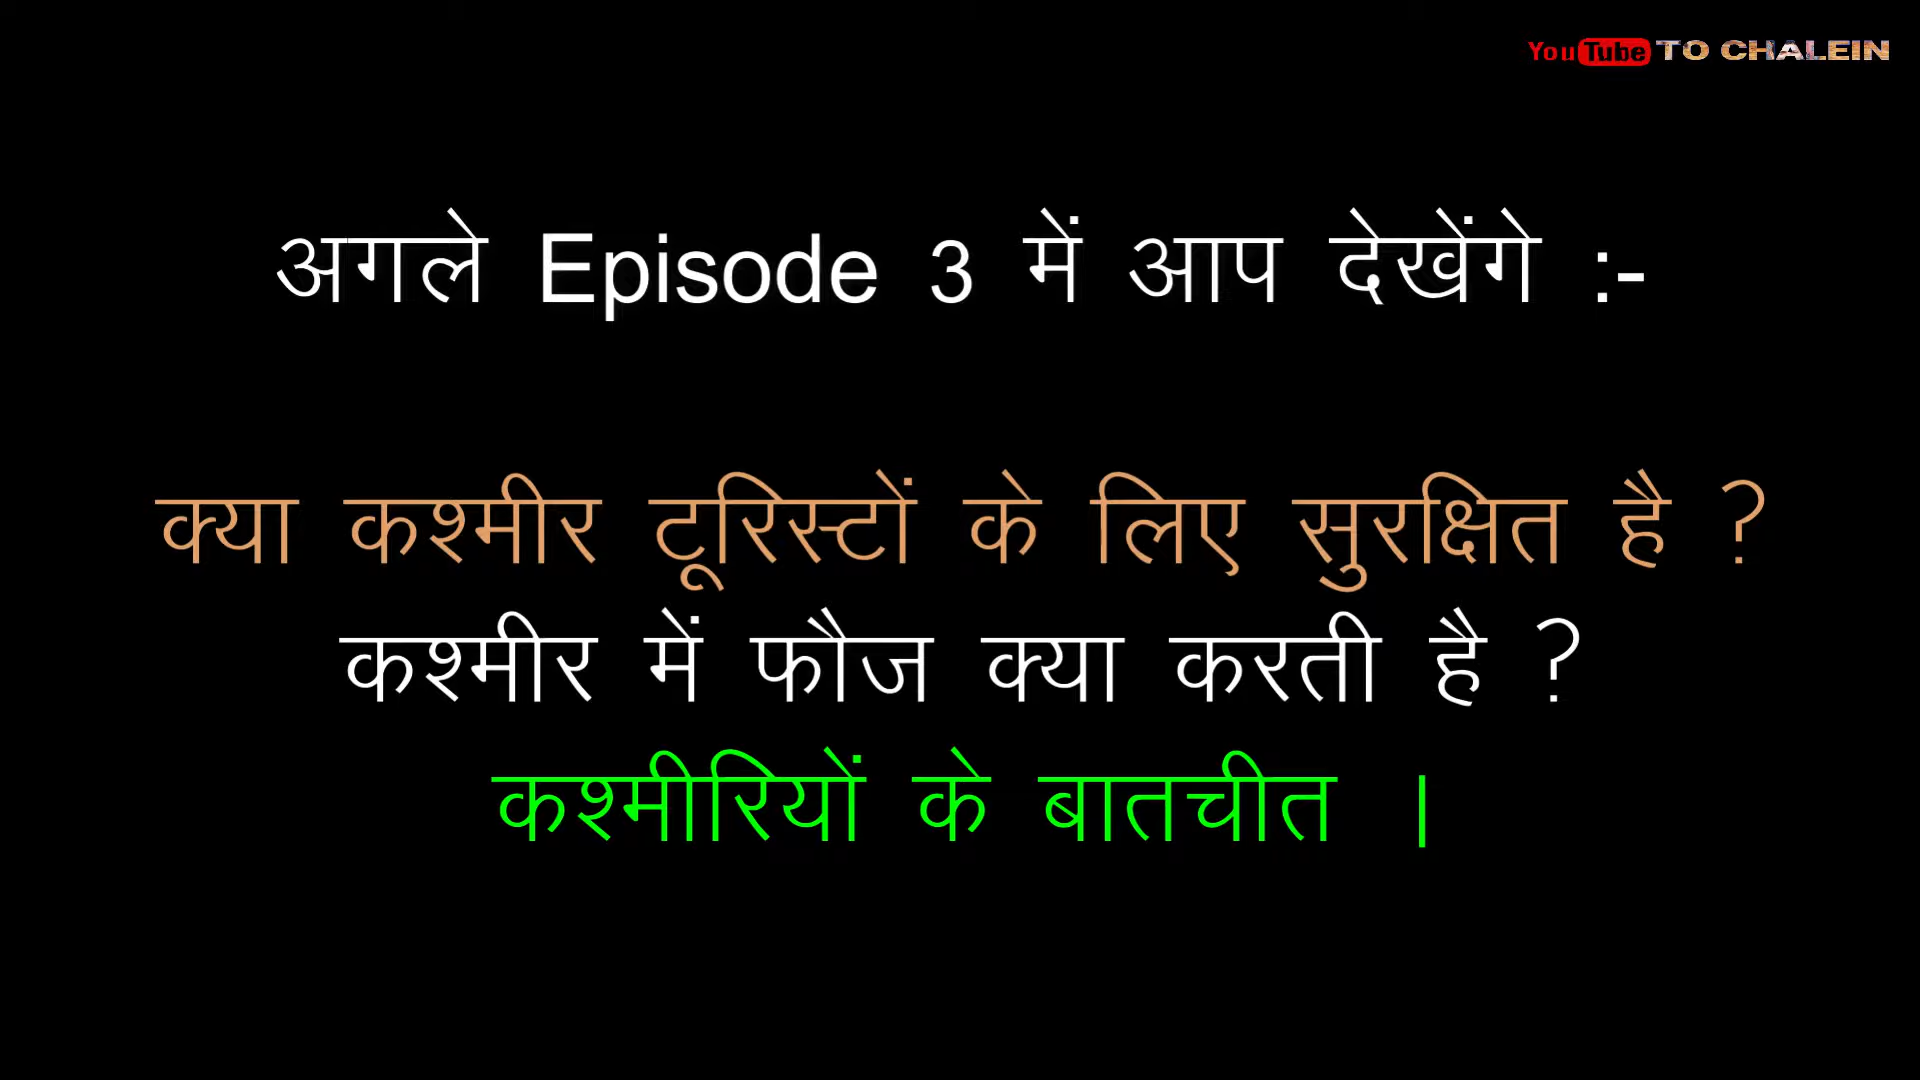 YouTube TO CHALEIN
अगले Episode 3 में आप देखेंगे :-
क्या कश्मीर टूरिस्टों के लिए सुरक्षित है ?
कश्मीर में फौज क्या करती है ?
कश्मीरियों के बातचीत ।